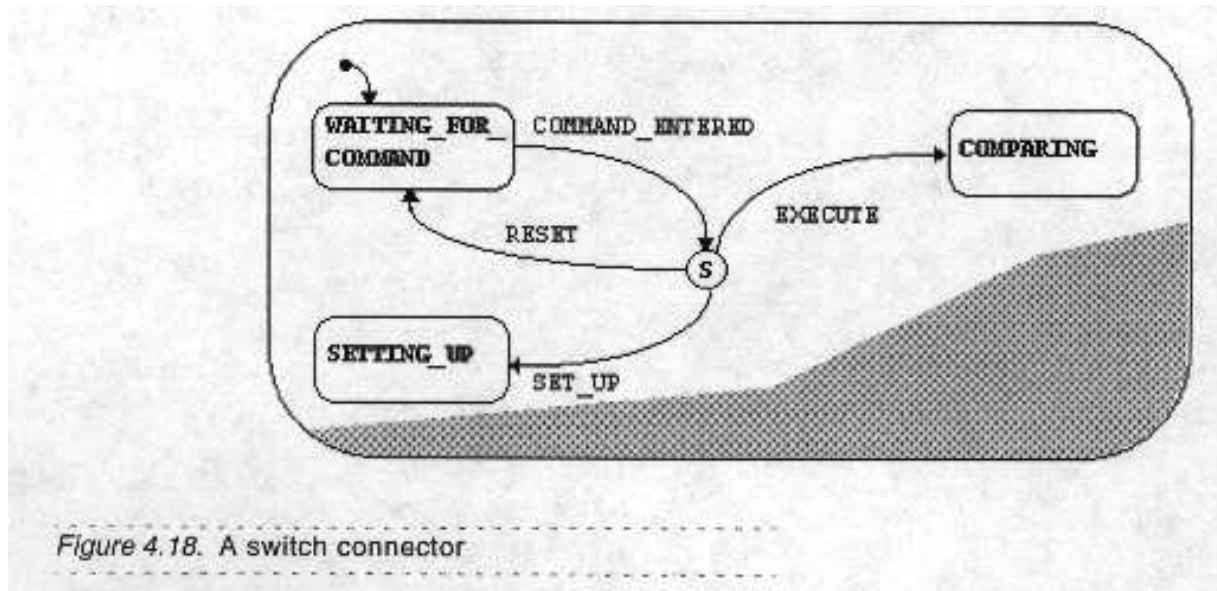 WAITING_FOR_
COMMAND
COMMAND_ENTERED
COMPARING
EXECUTE
RESET
S
SETTING_UP
SET_UP
Figure 4.18. A switch connector